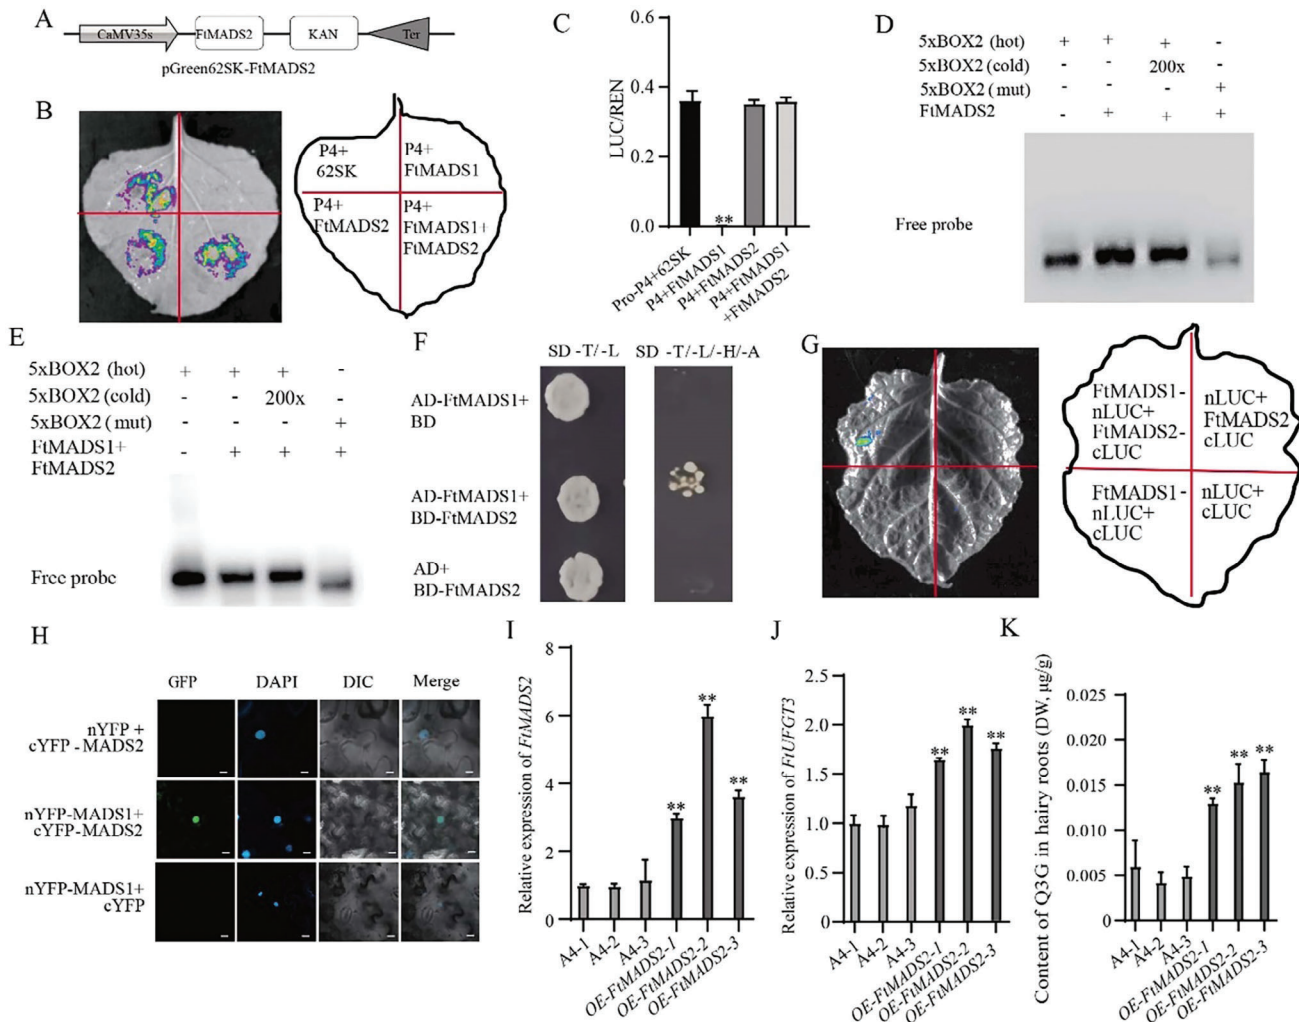 A
CaMV35s
FtMADS2
KAN
Ter
pGreen62SK-FtMADS2
B
P4+
62SK
P4+
FtMADS1
P4+
FtMADS2
P4+
FtMADS1+
FtMADS2
C
LUC/REN
0.6
0.4
0.2
0.0
**
Pro-P4+62SK
P4+FtMADS1
P4+FtMADS2
P4+FtMADS1
+FtMADS2
D
5xBOX2 (hot) + + + -
5xBOX2 (cold) - - 200x -
5xBOX2 (mut) - - - +
FtMADS2 - + + +
Free probe
E
5xBOX2 (hot) + + + -
5xBOX2 (cold) - - 200x -
5xBOX2 (mut) - - - +
FtMADS1+
FtMADS2 - + + +
Free probe
F
SD -T/-L SD -T/-L/-H/-A
AD-FtMADS1+
BD
AD-FtMADS1+
BD-FtMADS2
AD+
BD-FtMADS2
G
FtMADS1-
nLUC+
FtMADS2-
cLUC
nLUC+
FtMADS2
cLUC
FtMADS1-
nLUC+
cLUC
nLUC+
cLUC
H
GFP DAPI DIC Merge
nYFP +
cYFP - MADS2
nYFP-MADS1+
cYFP-MADS2
nYFP-MADS1+
cYFP
I
Relative expression of FtMADS2
8
6
4
2
0
** ** **
A4-1
A4-2
A4-3
OE-FtMADS2-1
OE-FtMADS2-2
OE-FtMADS2-3
J
Relative expression of FtUFGT3
2.5
2.0
1.5
1.0
0.5
0
** ** **
A4-1
A4-2
A4-3
OE-FtMADS2-1
OE-FtMADS2-2
OE-FtMADS2-3
K
Content of Q3G in hairy roots (DW, µg/g)
0.025
0.020
0.015
0.010
0.005
0
** ** **
A4-1
A4-2
A4-3
OE-FtMADS2-1
OE-FtMADS2-2
OE-FtMADS2-3